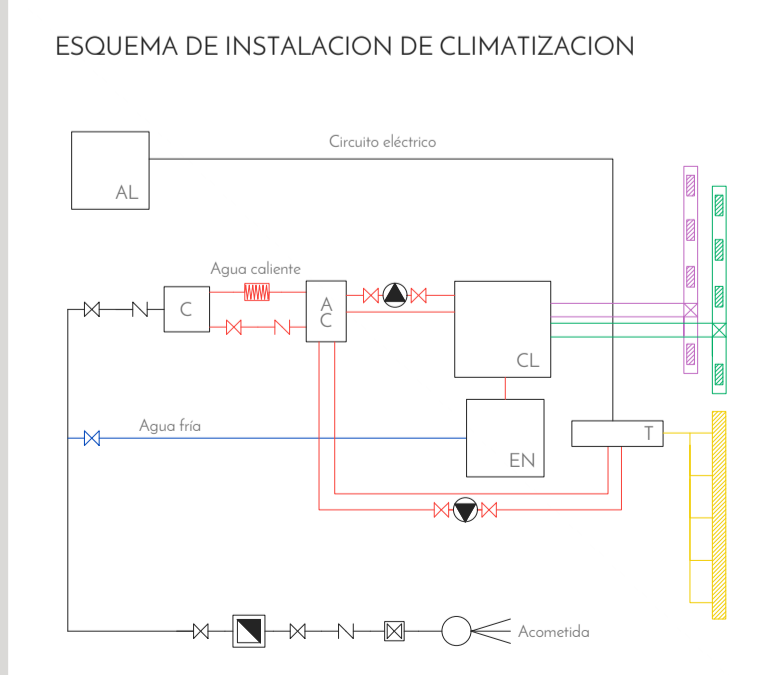 ESQUEMA DE INSTALACION DE CLIMATIZACION
Circuito eléctrico
AL
Agua caliente
C
A
C
CL
Agua fría
T
EN
Acometida